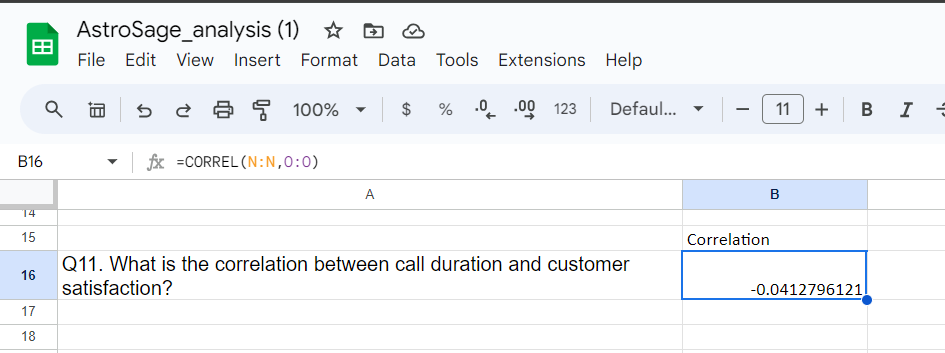 AstroSage_analysis (1)
File Edit View Insert Format Data Tools Extensions Help
100% $ % .0 .00 123 Defaul... 11 B I
B16 fx =CORREL(N:N,O:O)
A B
14
15 Correlation
16 Q11. What is the correlation between call duration and customer
satisfaction?
-0.0412796121
17
18